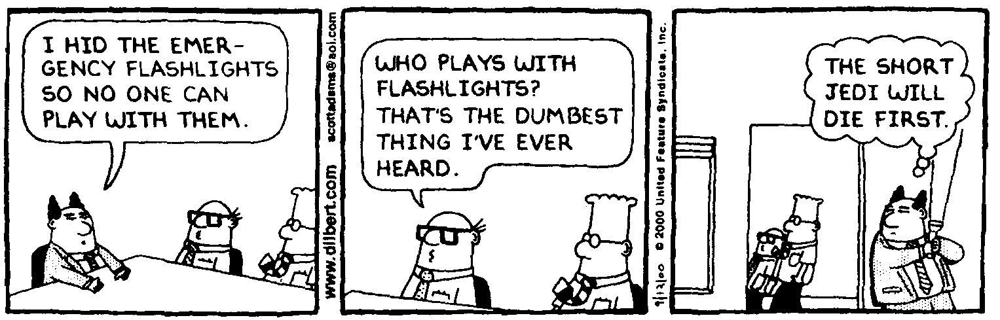 I HID THE EMER-
GENCY FLASHLIGHTS
SO NO ONE CAN
PLAY WITH THEM.
www.dilbert.com scottadams@aol.com
WHO PLAYS WITH
FLASHLIGHTS?
THAT'S THE DUMBEST
THING I'VE EVER
HEARD.
9/12/00 © 2000 United Feature Syndicate, Inc.
THE SHORT
JEDI WILL
DIE FIRST.